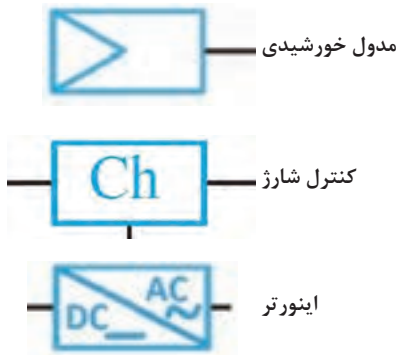 مدول خورشیدی
Ch
کنترل شارژ
AC
DC
اینورتر